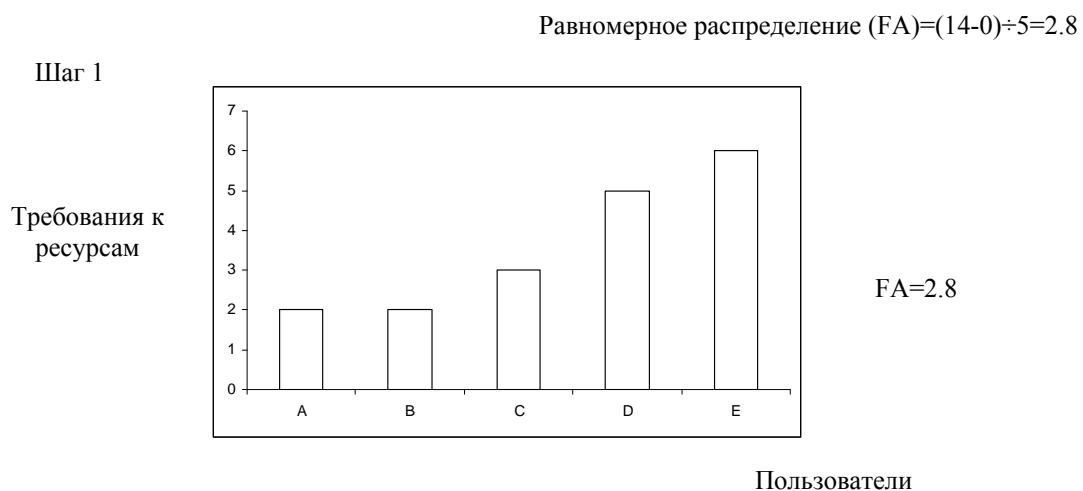 Равномерное распределение (FA)=(14-0)÷5=2.8
Шаг 1
Требования к
ресурсам
7
6
5
4
3
2
1
0
A B C D E
FA=2.8
Пользователи